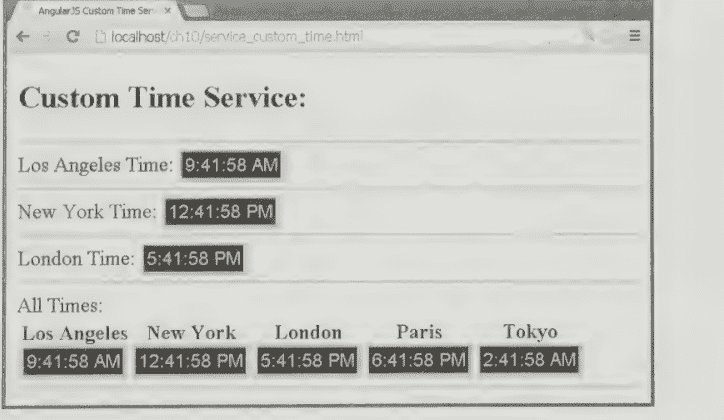 AngularJS Custom Time Ser
localhost/ch10/service_custom_time.html
Custom Time Service:
Los Angeles Time: 9:41:58 AM
New York Time: 12:41:58 PM
London Time: 5:41:58 PM
All Times:
Los Angeles New York London Paris Tokyo
9:41:58 AM 12:41:58 PM 5:41:58 PM 6:41:58 PM 2:41:58 AM